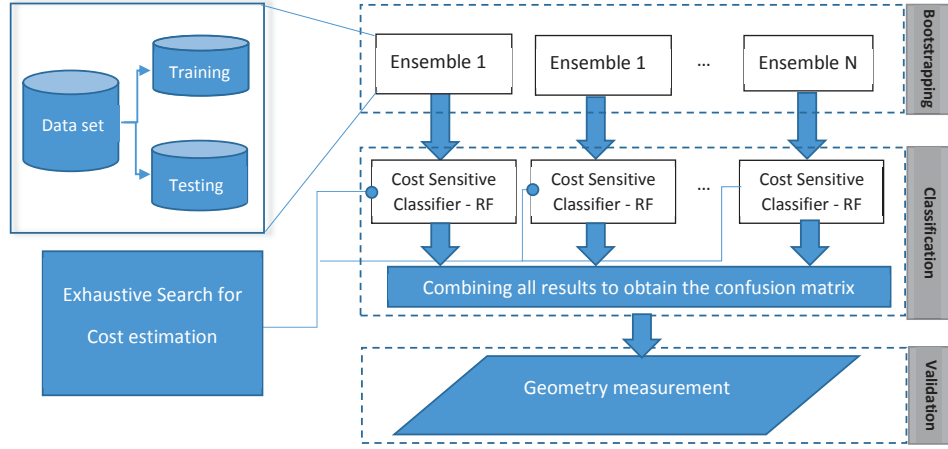 Data set
Training
Testing
Ensemble 1
Ensemble 1
...
Ensemble N
Bootstrapping
Cost Sensitive
Classifier - RF
Cost Sensitive
Classifier - RF
...
Cost Sensitive
Classifier - RF
Classification
Exhaustive Search for
Cost estimation
Combining all results to obtain the confusion matrix
Geometry measurement
Validation